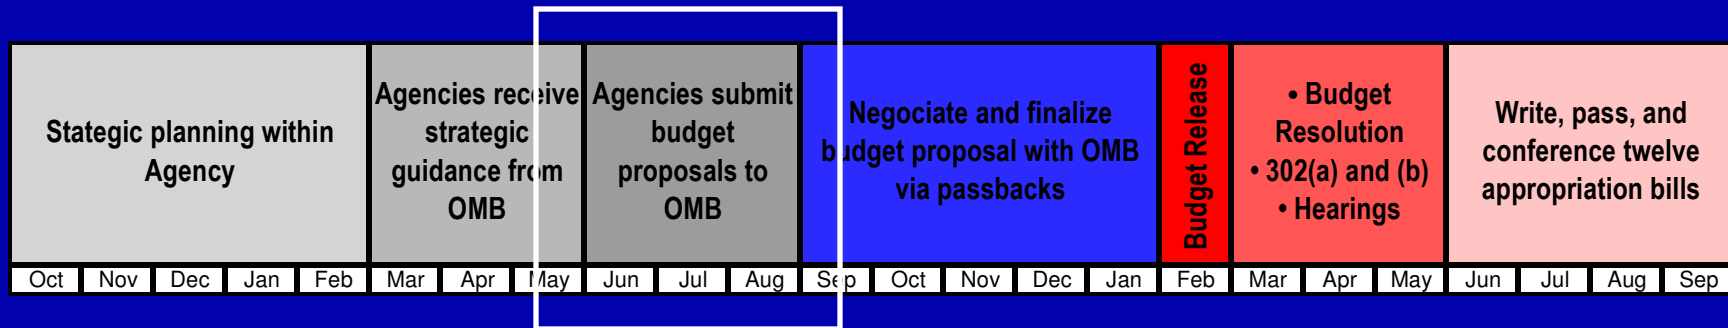 Stategic planning within
Agency
Agencies receive
strategic
guidance from
OMB
Agencies submit
budget
proposals to
OMB
Negociate and finalize
budget proposal with OMB
via passbacks
Budget Release
• Budget
Resolution
• 302(a) and (b)
• Hearings
Write, pass, and
conference twelve
appropriation bills
Oct Nov Dec Jan Feb Mar Apr May Jun Jul Aug Sep Oct Nov Dec Jan Feb Mar Apr May Jun Jul Aug Sep